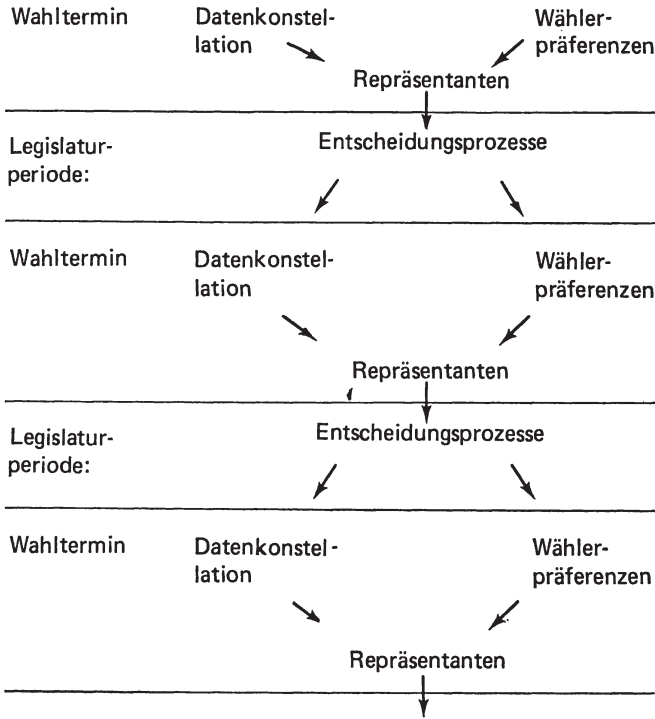 Wahltermin Datenkonstel- Wähler-
lation präferenzen
Repräsentanten
Legislatur- Entscheidungsprozesse
periode:
Wahltermin Datenkonstel- Wähler-
lation präferenzen
Repräsentanten
Legislatur- Entscheidungsprozesse
periode:
Wahltermin Datenkonstel- Wähler-
lation präferenzen
Repräsentanten